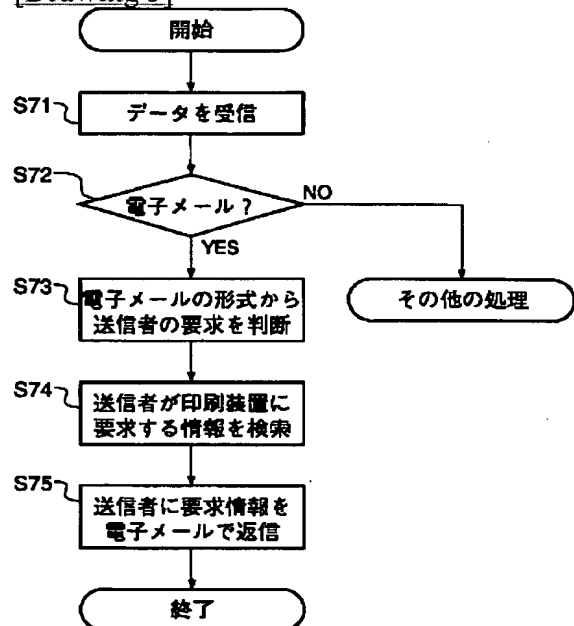 開始
S71
データを受信
S72
電子メール？
NO
YES
S73
電子メールの形式から
送信者の要求を判断
その他の処理
S74
送信者が印刷装置に
要求する情報を検索
S75
送信者に要求情報を
電子メールで返信
終了